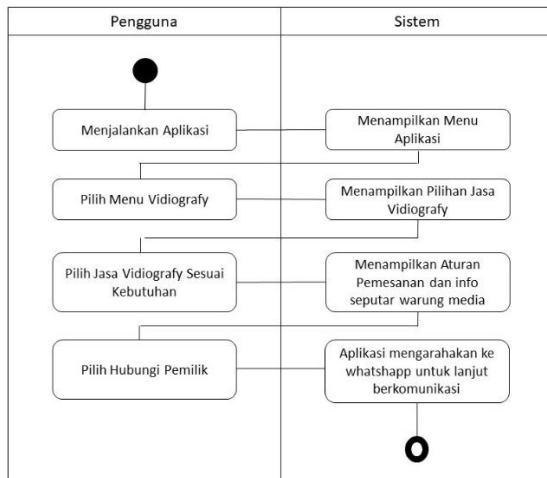 Pengguna
Sistem
Menjalankan Aplikasi
Menampilkan Menu
Aplikasi
Pilih Menu Vidiografy
Menampilkan Pilihan Jasa
Vidiografy
Pilih Jasa Vidiografy Sesuai
Kebutuhan
Menampilkan Aturan
Pemesanan dan info
seputar warung media
Pilih Hubungi Pemilik
Aplikasi mengarahakan ke
whatshapp untuk lanjut
berkomunikasi